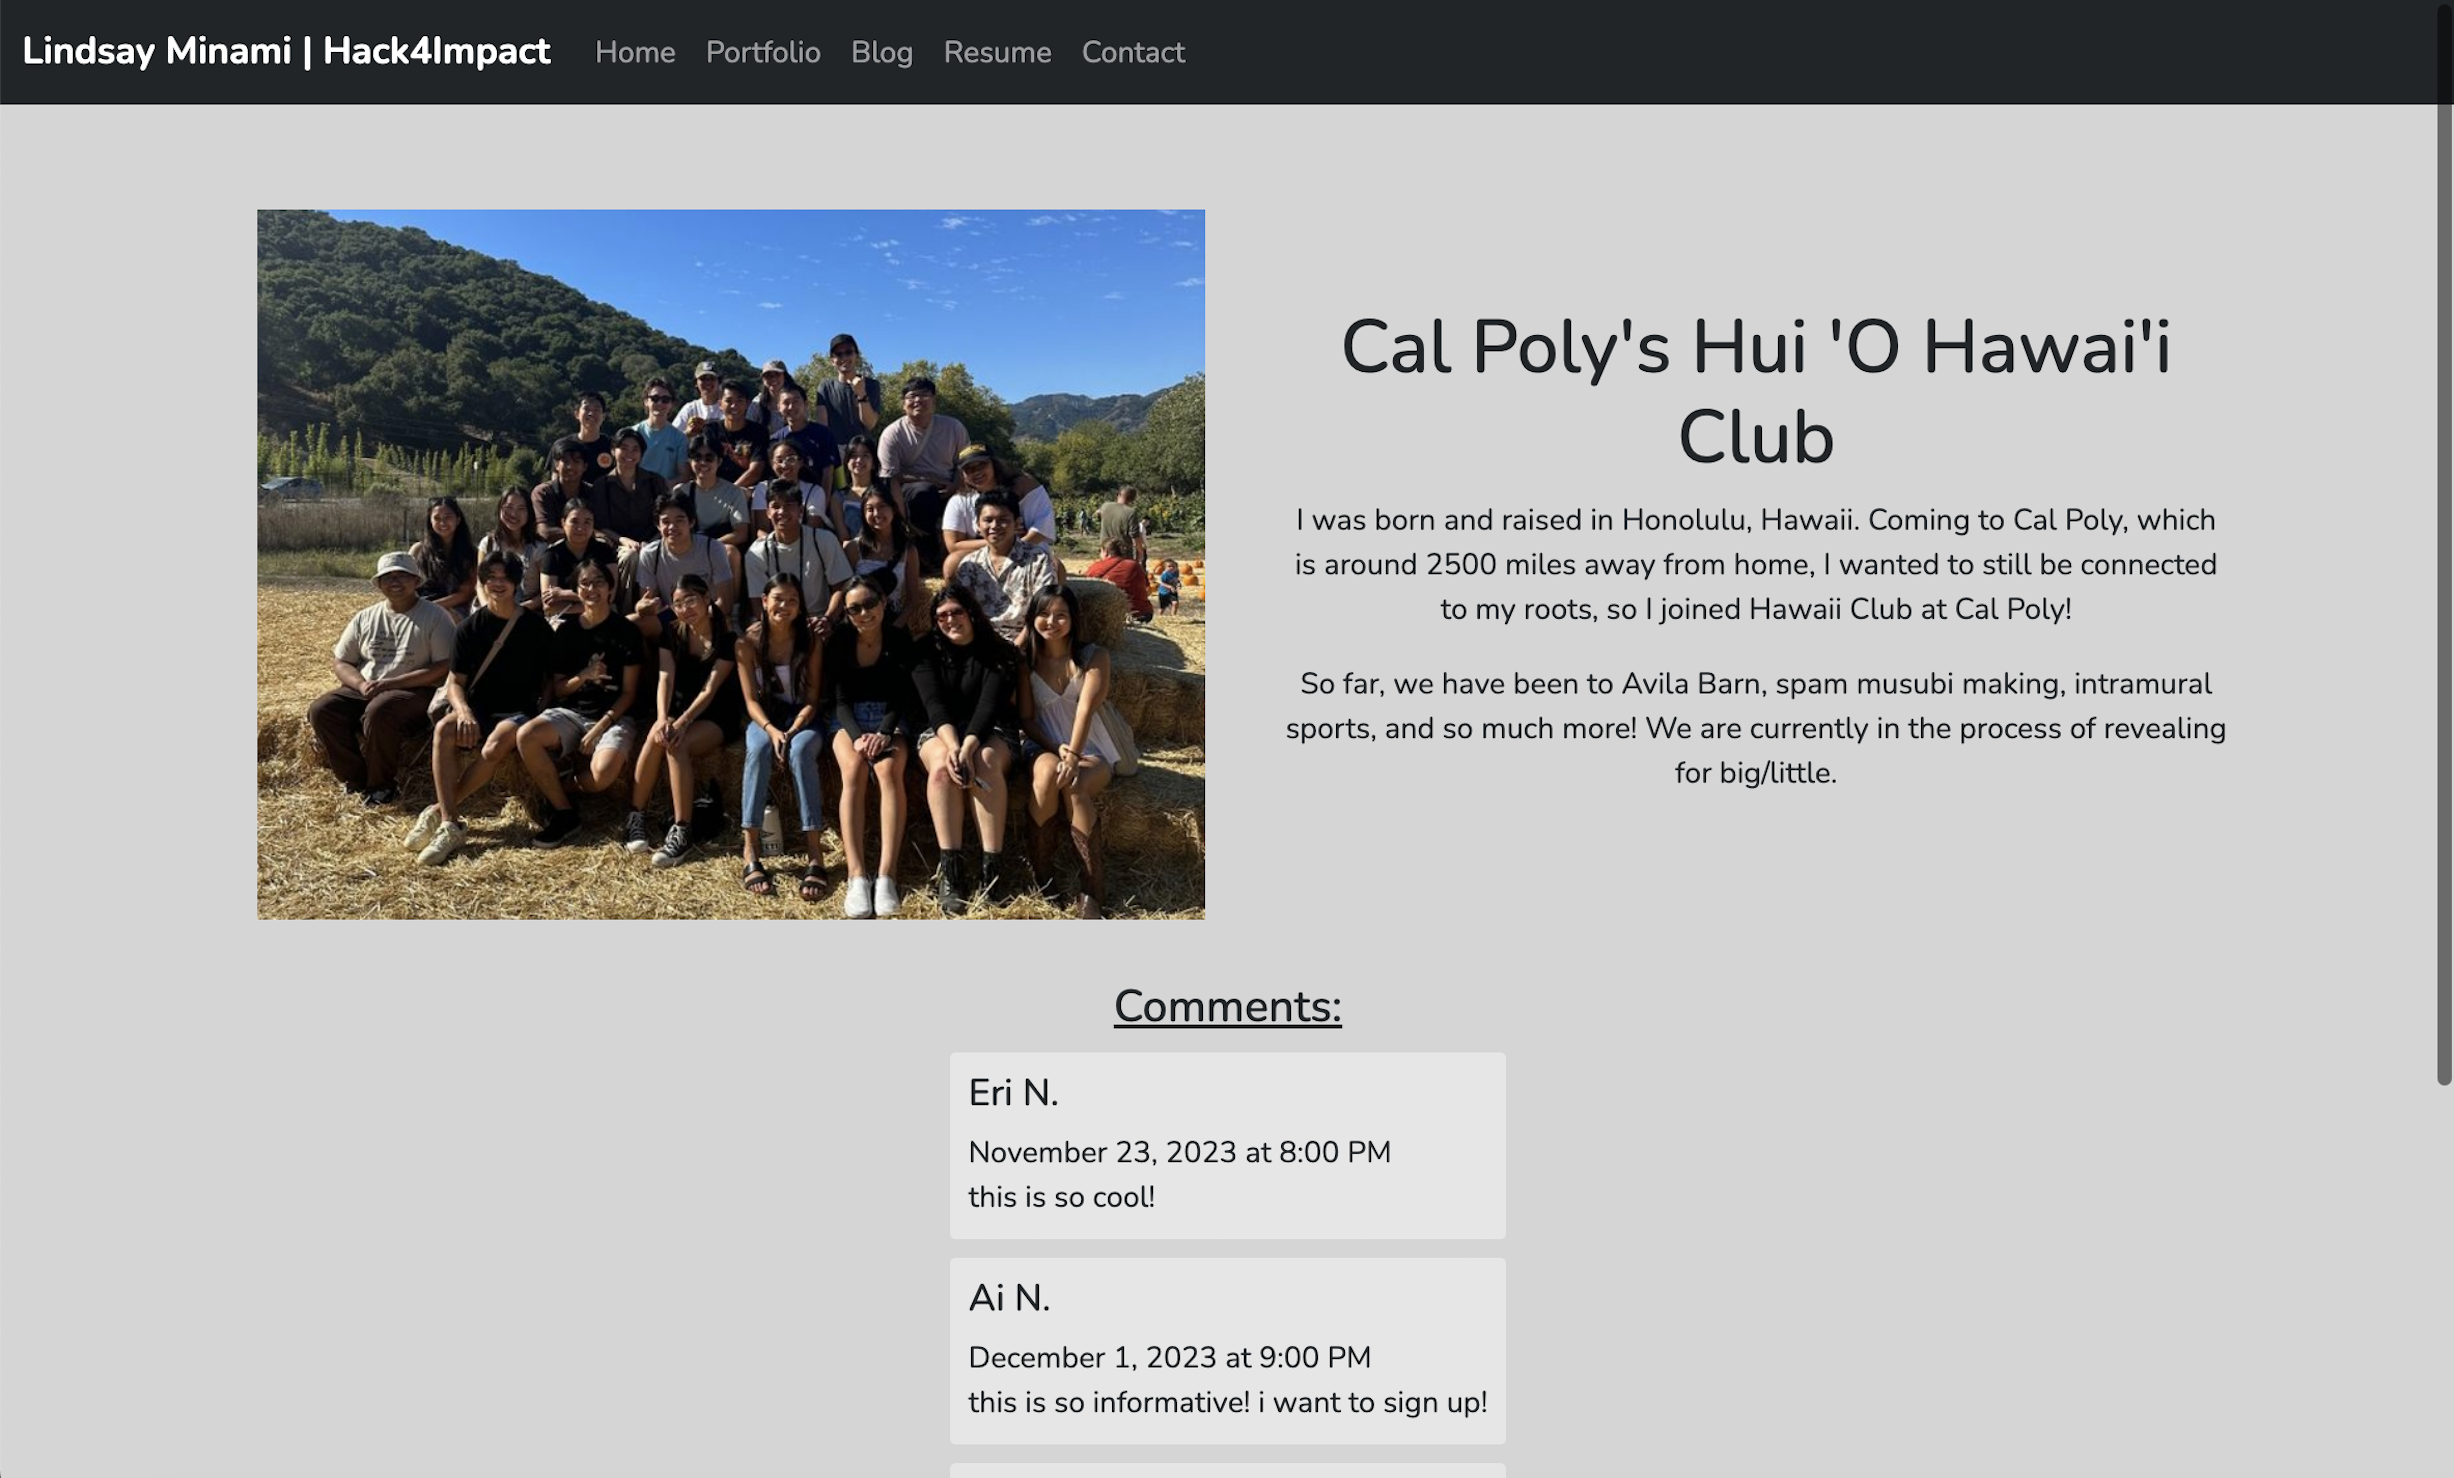 Lindsay Minami | Hack4Impact Home Portfolio Blog Resume Contact
Cal Poly's Hui 'O Hawai'i
Club
I was born and raised in Honolulu, Hawaii. Coming to Cal Poly, which
is around 2500 miles away from home, I wanted to still be connected
to my roots, so I joined Hawaii Club at Cal Poly!
So far, we have been to Avila Barn, spam musubi making, intramural
sports, and so much more! We are currently in the process of revealing
for big/little.
Comments:
Eri N.
November 23, 2023 at 8:00 PM
this is so cool!
Ai N.
December 1, 2023 at 9:00 PM
this is so informative! i want to sign up!